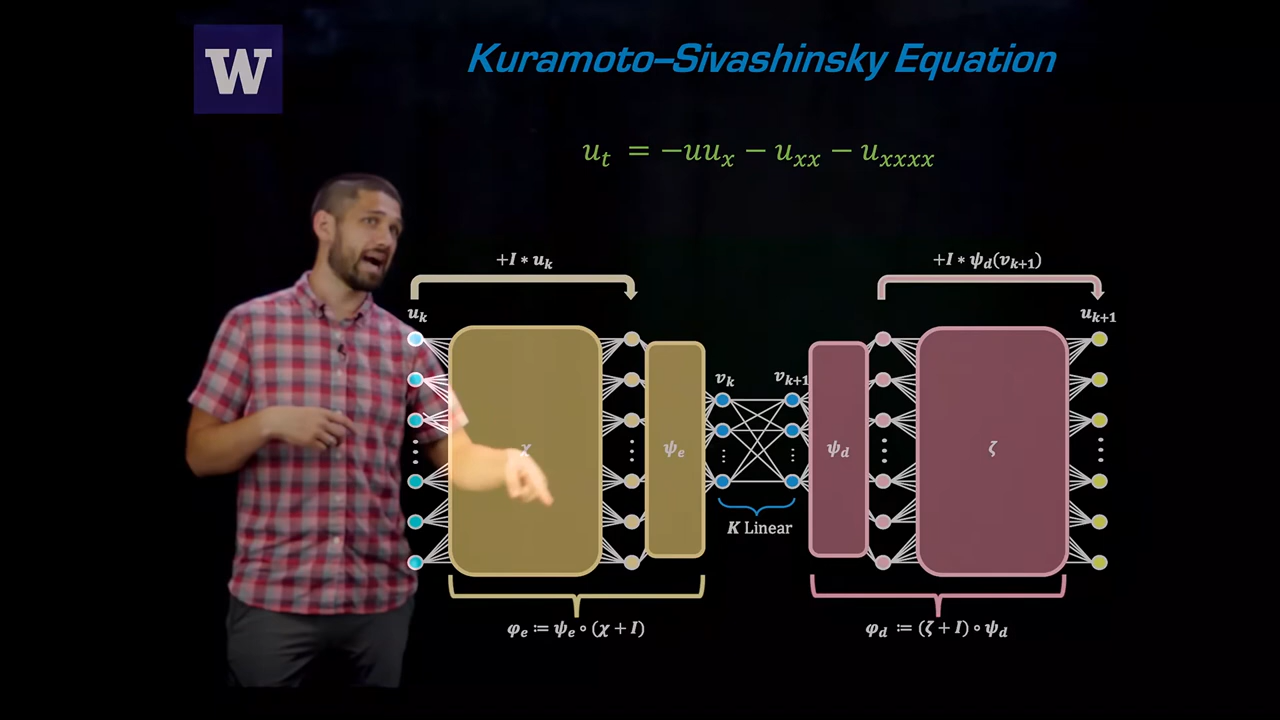 W
Kuramoto–Sivashinsky Equation
u_t = −uu_x − u_xx − u_xxxx
+I * u_k
+I * ψ_d(v_{k+1})
u_k
u_{k+1}
v_k
v_{k+1}
χ
ψ_e
ψ_d
ζ
K Linear
φ_e := ψ_e ∘ (χ + I)
φ_d := (ζ + I) ∘ ψ_d